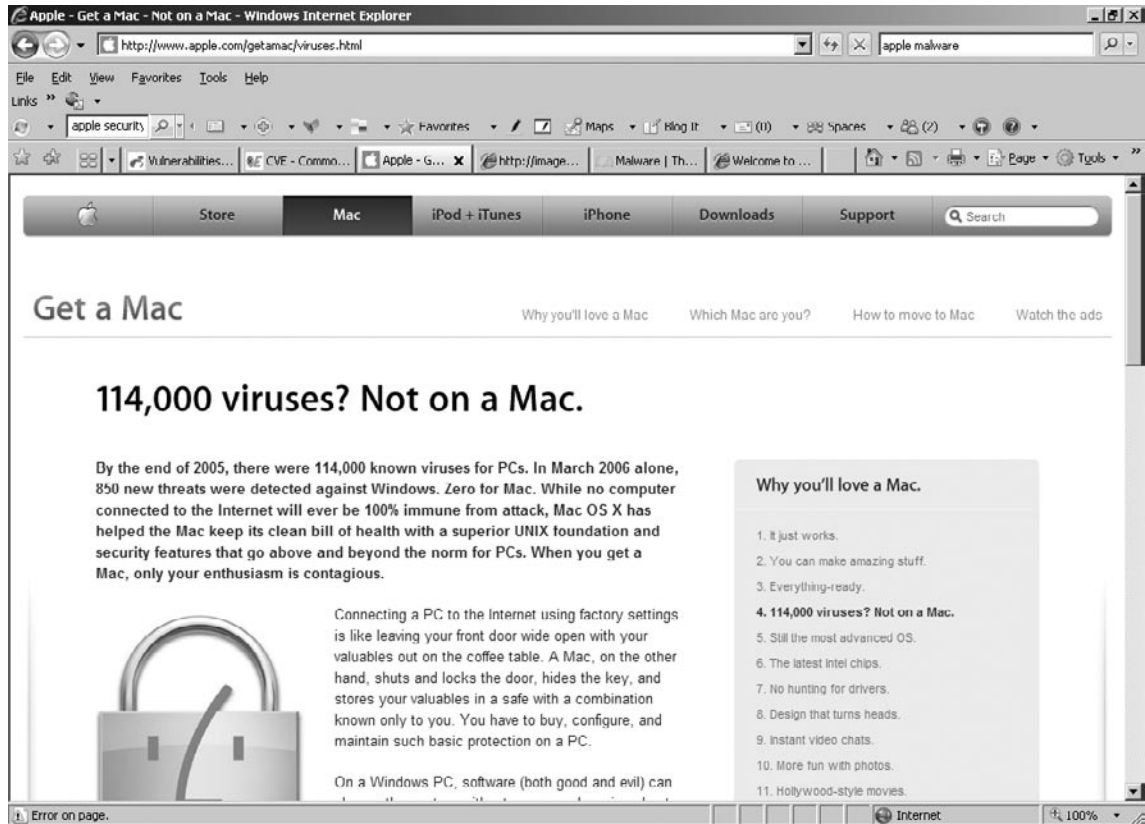 Apple - Get a Mac - Not on a Mac - Windows Internet Explorer
http://www.apple.com/getamac/viruses.html
apple malware
File Edit View Favorites Tools Help
Links »
apple security
Favorites Maps Blog It (0) Spaces (2)
Vulnerabilities... CVE - Commo... Apple - G... X http://image... Malware | Th... Welcome to ... Page Tools »
Store Mac iPod + iTunes iPhone Downloads Support Search
Get a Mac
Why you'll love a Mac Which Mac are you? How to move to Mac Watch the ads
114,000 viruses? Not on a Mac.
By the end of 2005, there were 114,000 known viruses for PCs. In March 2006 alone,
850 new threats were detected against Windows. Zero for Mac. While no computer
connected to the Internet will ever be 100% immune from attack, Mac OS X has
helped the Mac keep its clean bill of health with a superior UNIX foundation and
security features that go above and beyond the norm for PCs. When you get a
Mac, only your enthusiasm is contagious.
Connecting a PC to the Internet using factory settings
is like leaving your front door wide open with your
valuables out on the coffee table. A Mac, on the other
hand, shuts and locks the door, hides the key, and
stores your valuables in a safe with a combination
known only to you. You have to buy, configure, and
maintain such basic protection on a PC.
On a Windows PC, software (both good and evil) can
Why you'll love a Mac.
1. It just works.
2. You can make amazing stuff.
3. Everything-ready.
4. 114,000 viruses? Not on a Mac.
5. Still the most advanced OS.
6. The latest Intel chips.
7. No hunting for drivers.
8. Design that turns heads.
9. Instant video chats.
10. More fun with photos.
11. Hollywood-style movies.
Error on page. Internet 100%